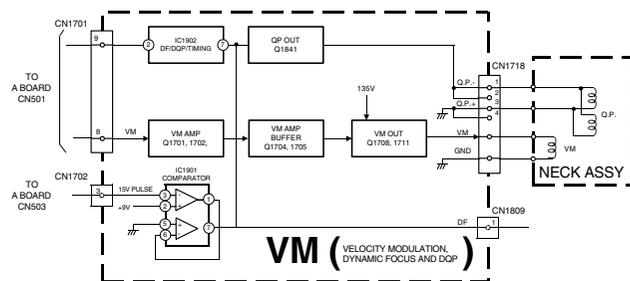 CN1701
9
TO
A BOARD
CN501
8
VM
2
IC1902
DF/DQP/TIMING
7
QP OUT
Q1841
135V
VM AMP
Q1701, 1702,
VM AMP
BUFFER
Q1704, 1705
VM OUT
Q1708, 1711
CN1718
Q.P.-
1
2
Q.P.+
3
4
VM
GND
Q.P.
VM
NECK ASSY
CN1702
TO
A BOARD
CN503
3
15V PULSE
+9V
IC1901
COMPARATOR
3
-
2
+
1
5
-
6
+
7
DF
CN1809
1
VM (VELOCITY MODULATION,
DYNAMIC FOCUS AND DQP)